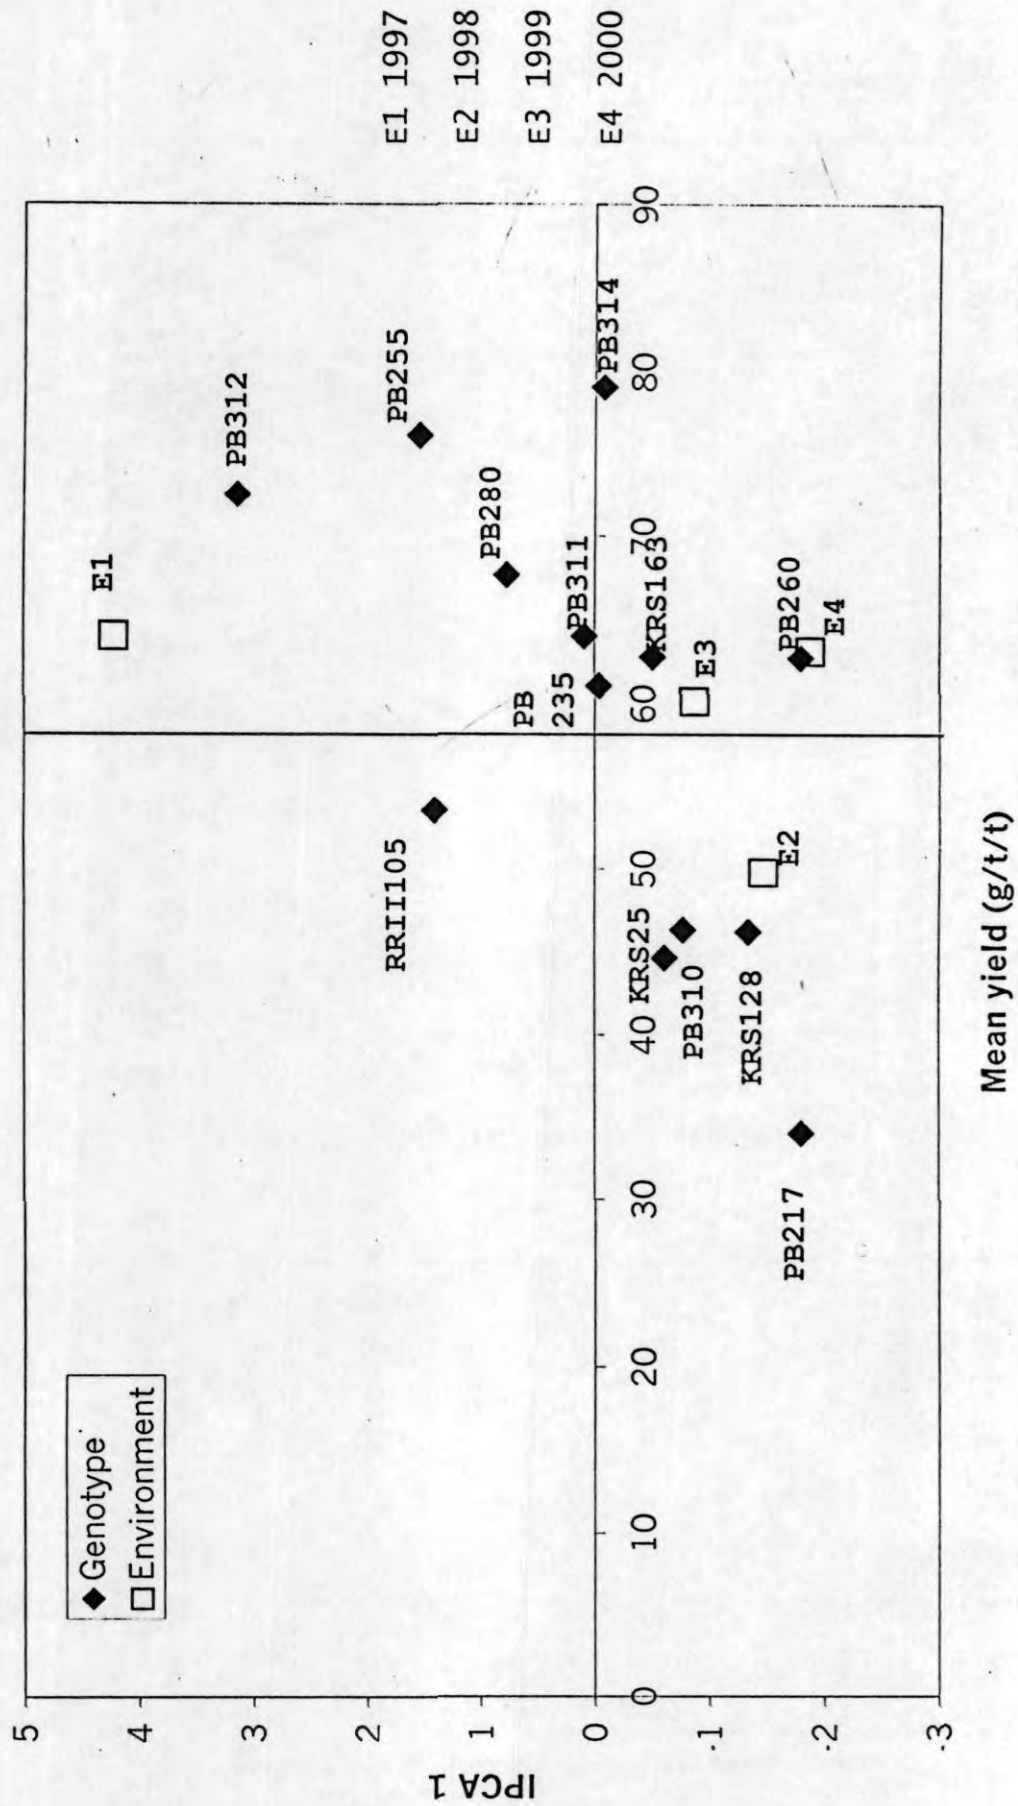 Genotype
Environment
E1 1997
E2 1998
E3 1999
E4 2000
IPCA 1
5
4
3
2
1
0
.1
.2
.3
0
10
20
30
40
50
60
70
80
90
Mean yield (g/t/t)
E1
PB312
PB255
PB280
PB311
PB
235
PB314
KRS163
E3
PB260
E4
RRII105
KRS25
PB310
KRS128
E2
PB217